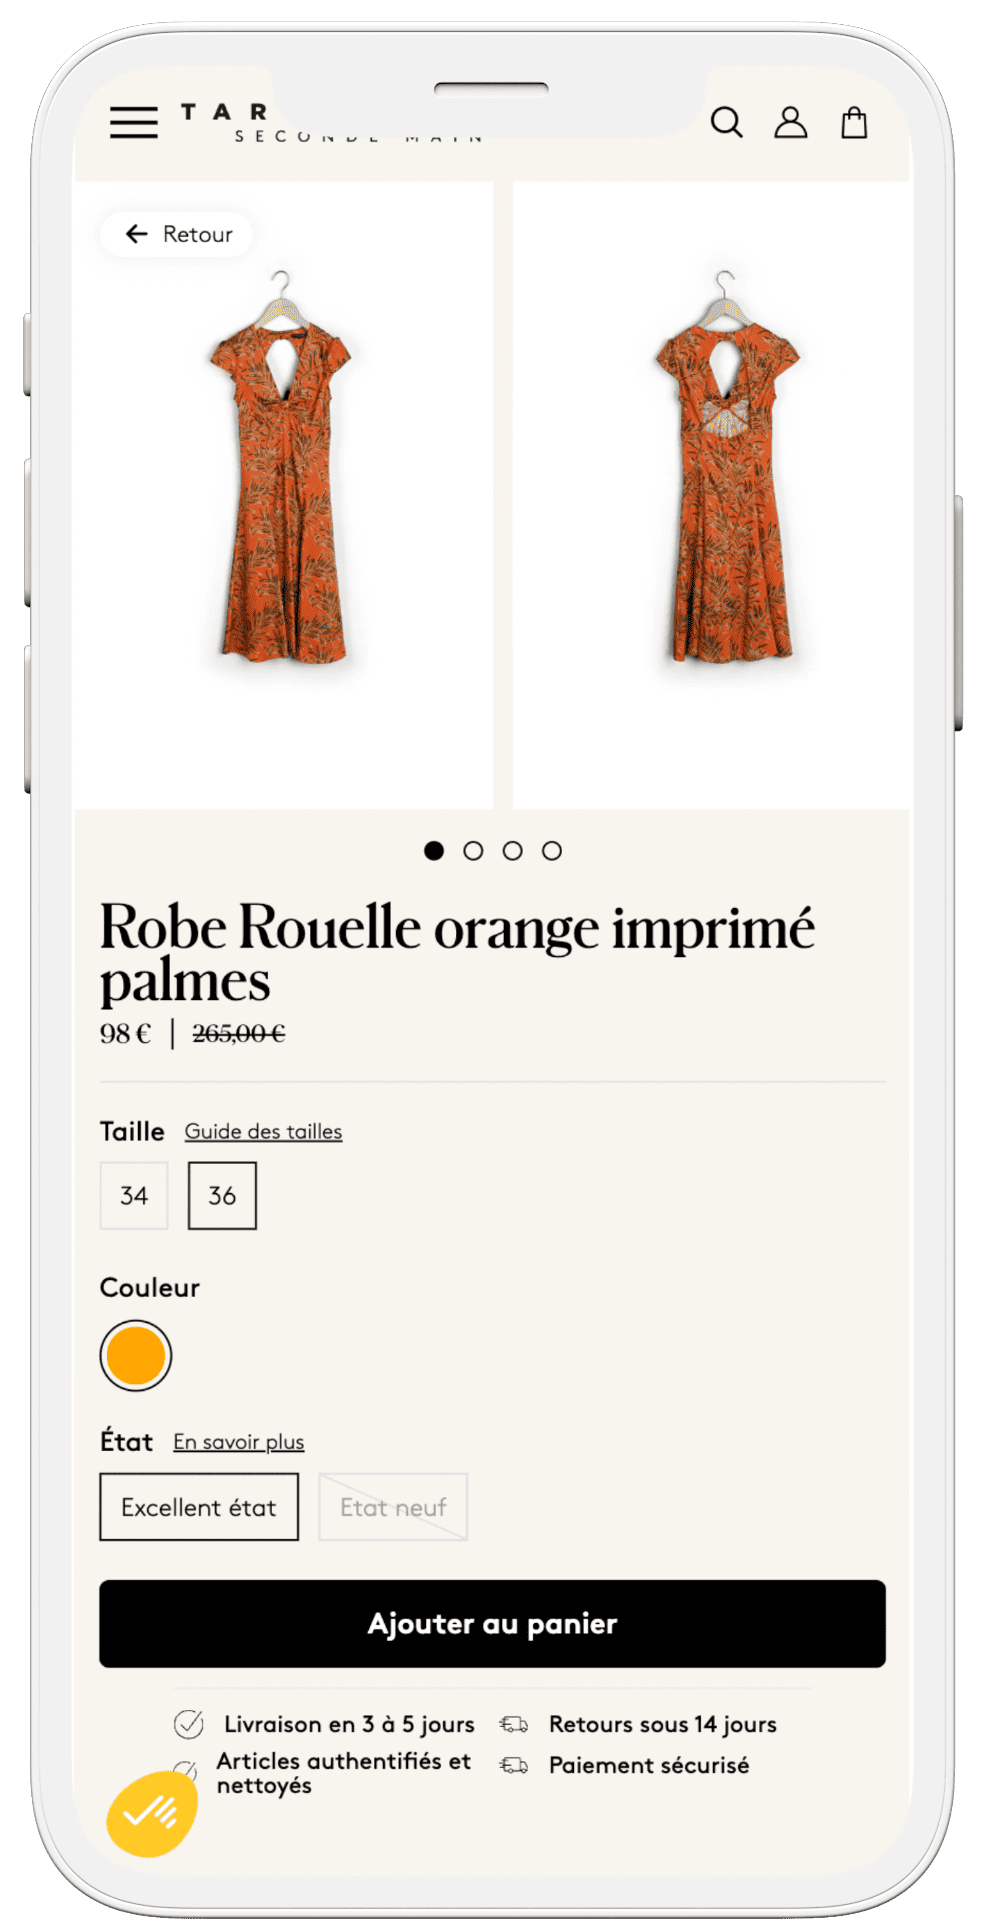 TAR
SECONDE MAIN
Retour
Robe Rouelle orange imprimé
palmes
98 € | 265,00 €
Taille Guide des tailles
34 36
Couleur
État En savoir plus
Excellent état Etat neuf
Ajouter au panier
Livraison en 3 à 5 jours Retours sous 14 jours
Articles authentifiés et
nettoyés
Paiement sécurisé